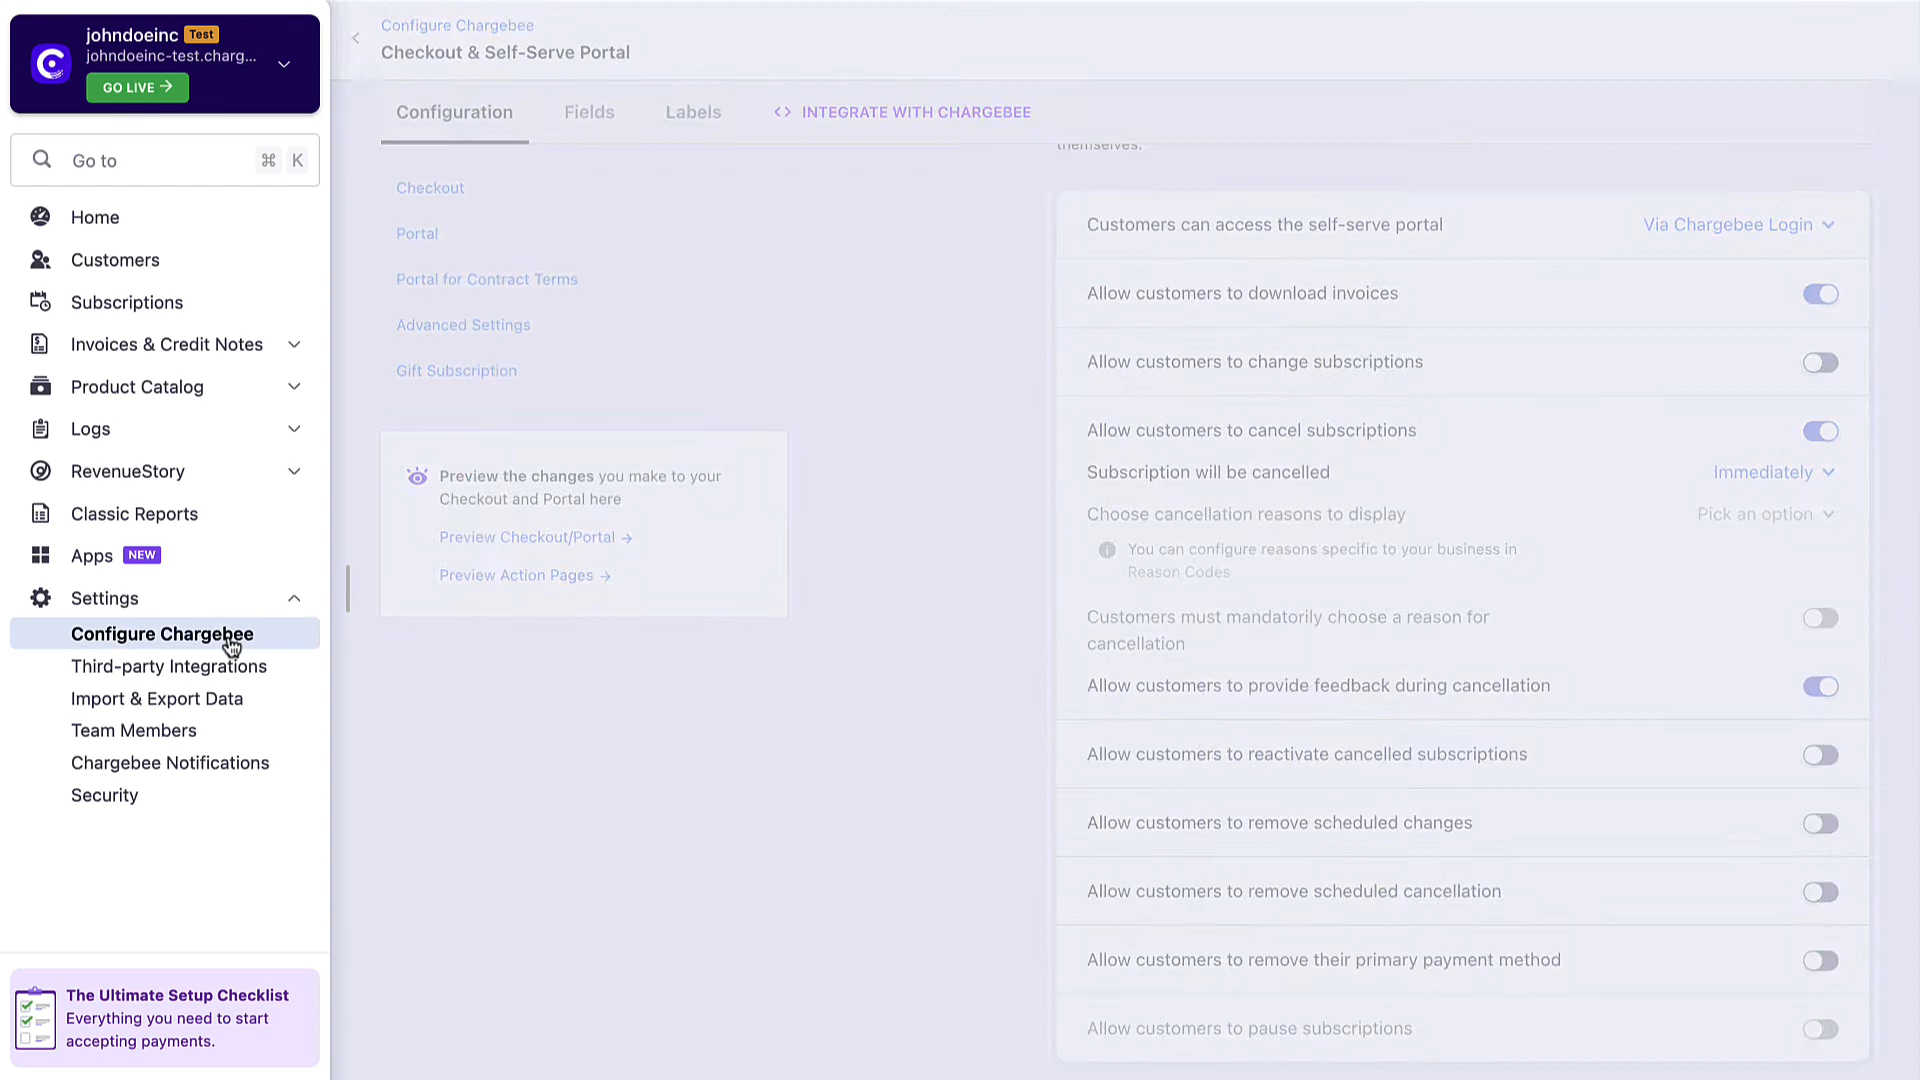 johndoeinc Test
johndoeinc-test.charg...
GO LIVE →
Go to ⌘ K
Home
Customers
Subscriptions
Invoices & Credit Notes
Product Catalog
Logs
RevenueStory
Classic Reports
Apps NEW
Settings
Configure Chargebee
Third-party Integrations
Import & Export Data
Team Members
Chargebee Notifications
Security
The Ultimate Setup Checklist
Everything you need to start
accepting payments.
Configure Chargebee
Checkout & Self-Serve Portal
Configuration Fields Labels <> INTEGRATE WITH CHARGEBEE
Checkout
Portal
Portal for Contract Terms
Advanced Settings
Gift Subscription
Preview the changes you make to your
Checkout and Portal here
Preview Checkout/Portal →
Preview Action Pages →
themselves.
Customers can access the self-serve portal Via Chargebee Login
Allow customers to download invoices
Allow customers to change subscriptions
Allow customers to cancel subscriptions
Subscription will be cancelled Immediately
Choose cancellation reasons to display Pick an option
You can configure reasons specific to your business in
Reason Codes
Customers must mandatorily choose a reason for
cancellation
Allow customers to provide feedback during cancellation
Allow customers to reactivate cancelled subscriptions
Allow customers to remove scheduled changes
Allow customers to remove scheduled cancellation
Allow customers to remove their primary payment method
Allow customers to pause subscriptions